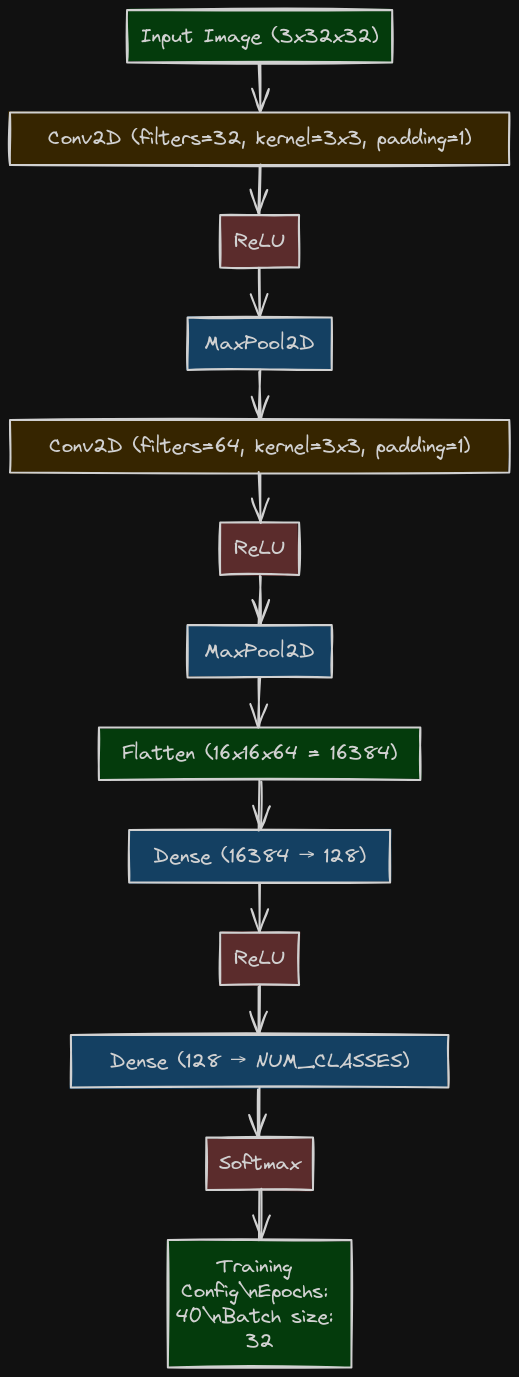 Input Image (3x32x32)
Conv2D (filters=32, kernel=3x3, padding=1)
ReLU
MaxPool2D
Conv2D (filters=64, kernel=3x3, padding=1)
ReLU
MaxPool2D
Flatten (16x16x64 = 16384)
Dense (16384 → 128)
ReLU
Dense (128 → NUM_CLASSES)
Softmax
Training
Config\nEpochs:
40\nBatch size:
32